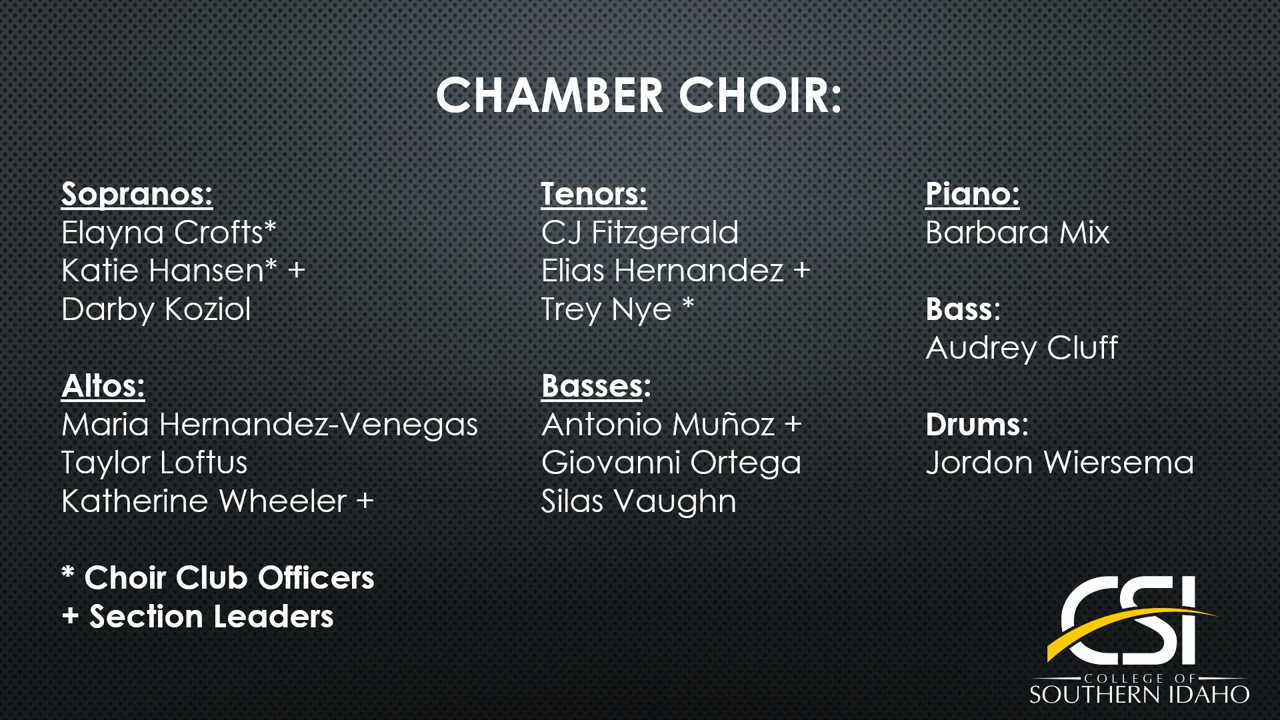 CHAMBER CHOIR:
Sopranos:
Elayna Crofts*
Katie Hansen* +
Darby Koziol
Altos:
Maria Hernandez-Venegas
Taylor Loftus
Katherine Wheeler +
* Choir Club Officers
+ Section Leaders
Tenors:
CJ Fitzgerald
Elias Hernandez +
Trey Nye *
Basses:
Antonio Muñoz +
Giovanni Ortega
Silas Vaughn
Piano:
Barbara Mix
Bass:
Audrey Cluff
Drums:
Jordon Wiersema
CSI
COLLEGE OF
SOUTHERN IDAHO